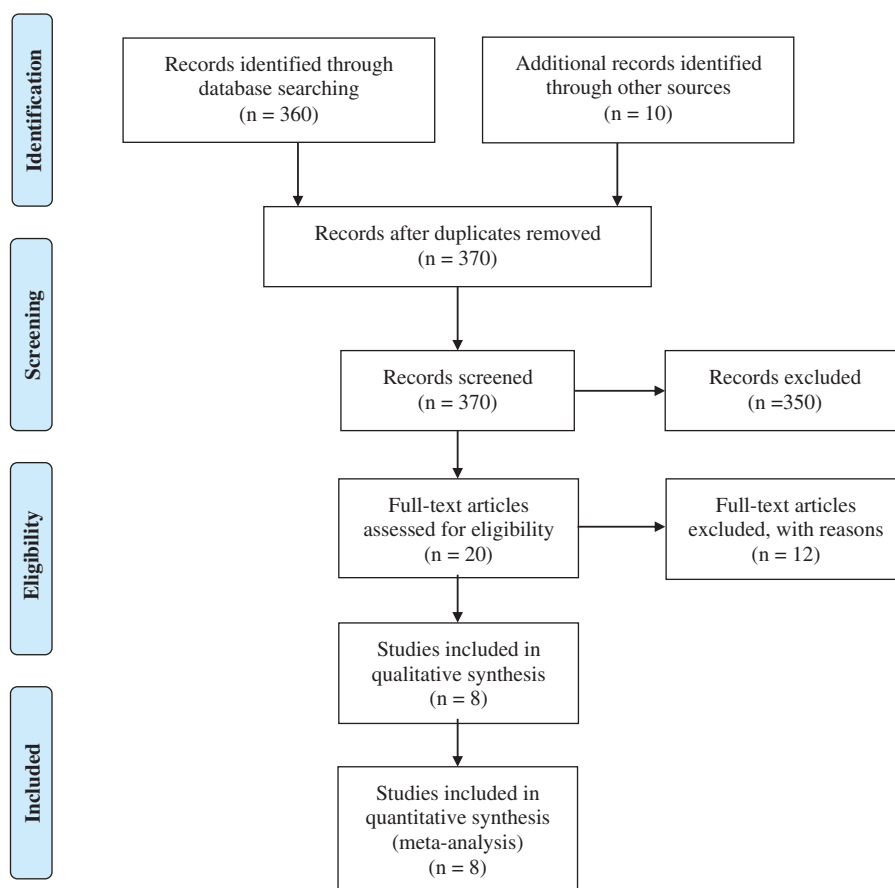 Identification
Records identified through
database searching
(n = 360)
Additional records identified
through other sources
(n = 10)
Records after duplicates removed
(n = 370)
Screening
Records screened
(n = 370)
Records excluded
(n =350)
Eligibility
Full-text articles
assessed for eligibility
(n = 20)
Full-text articles
excluded, with reasons
(n = 12)
Studies included in
qualitative synthesis
(n = 8)
Included
Studies included in
quantitative synthesis
(meta-analysis)
(n = 8)